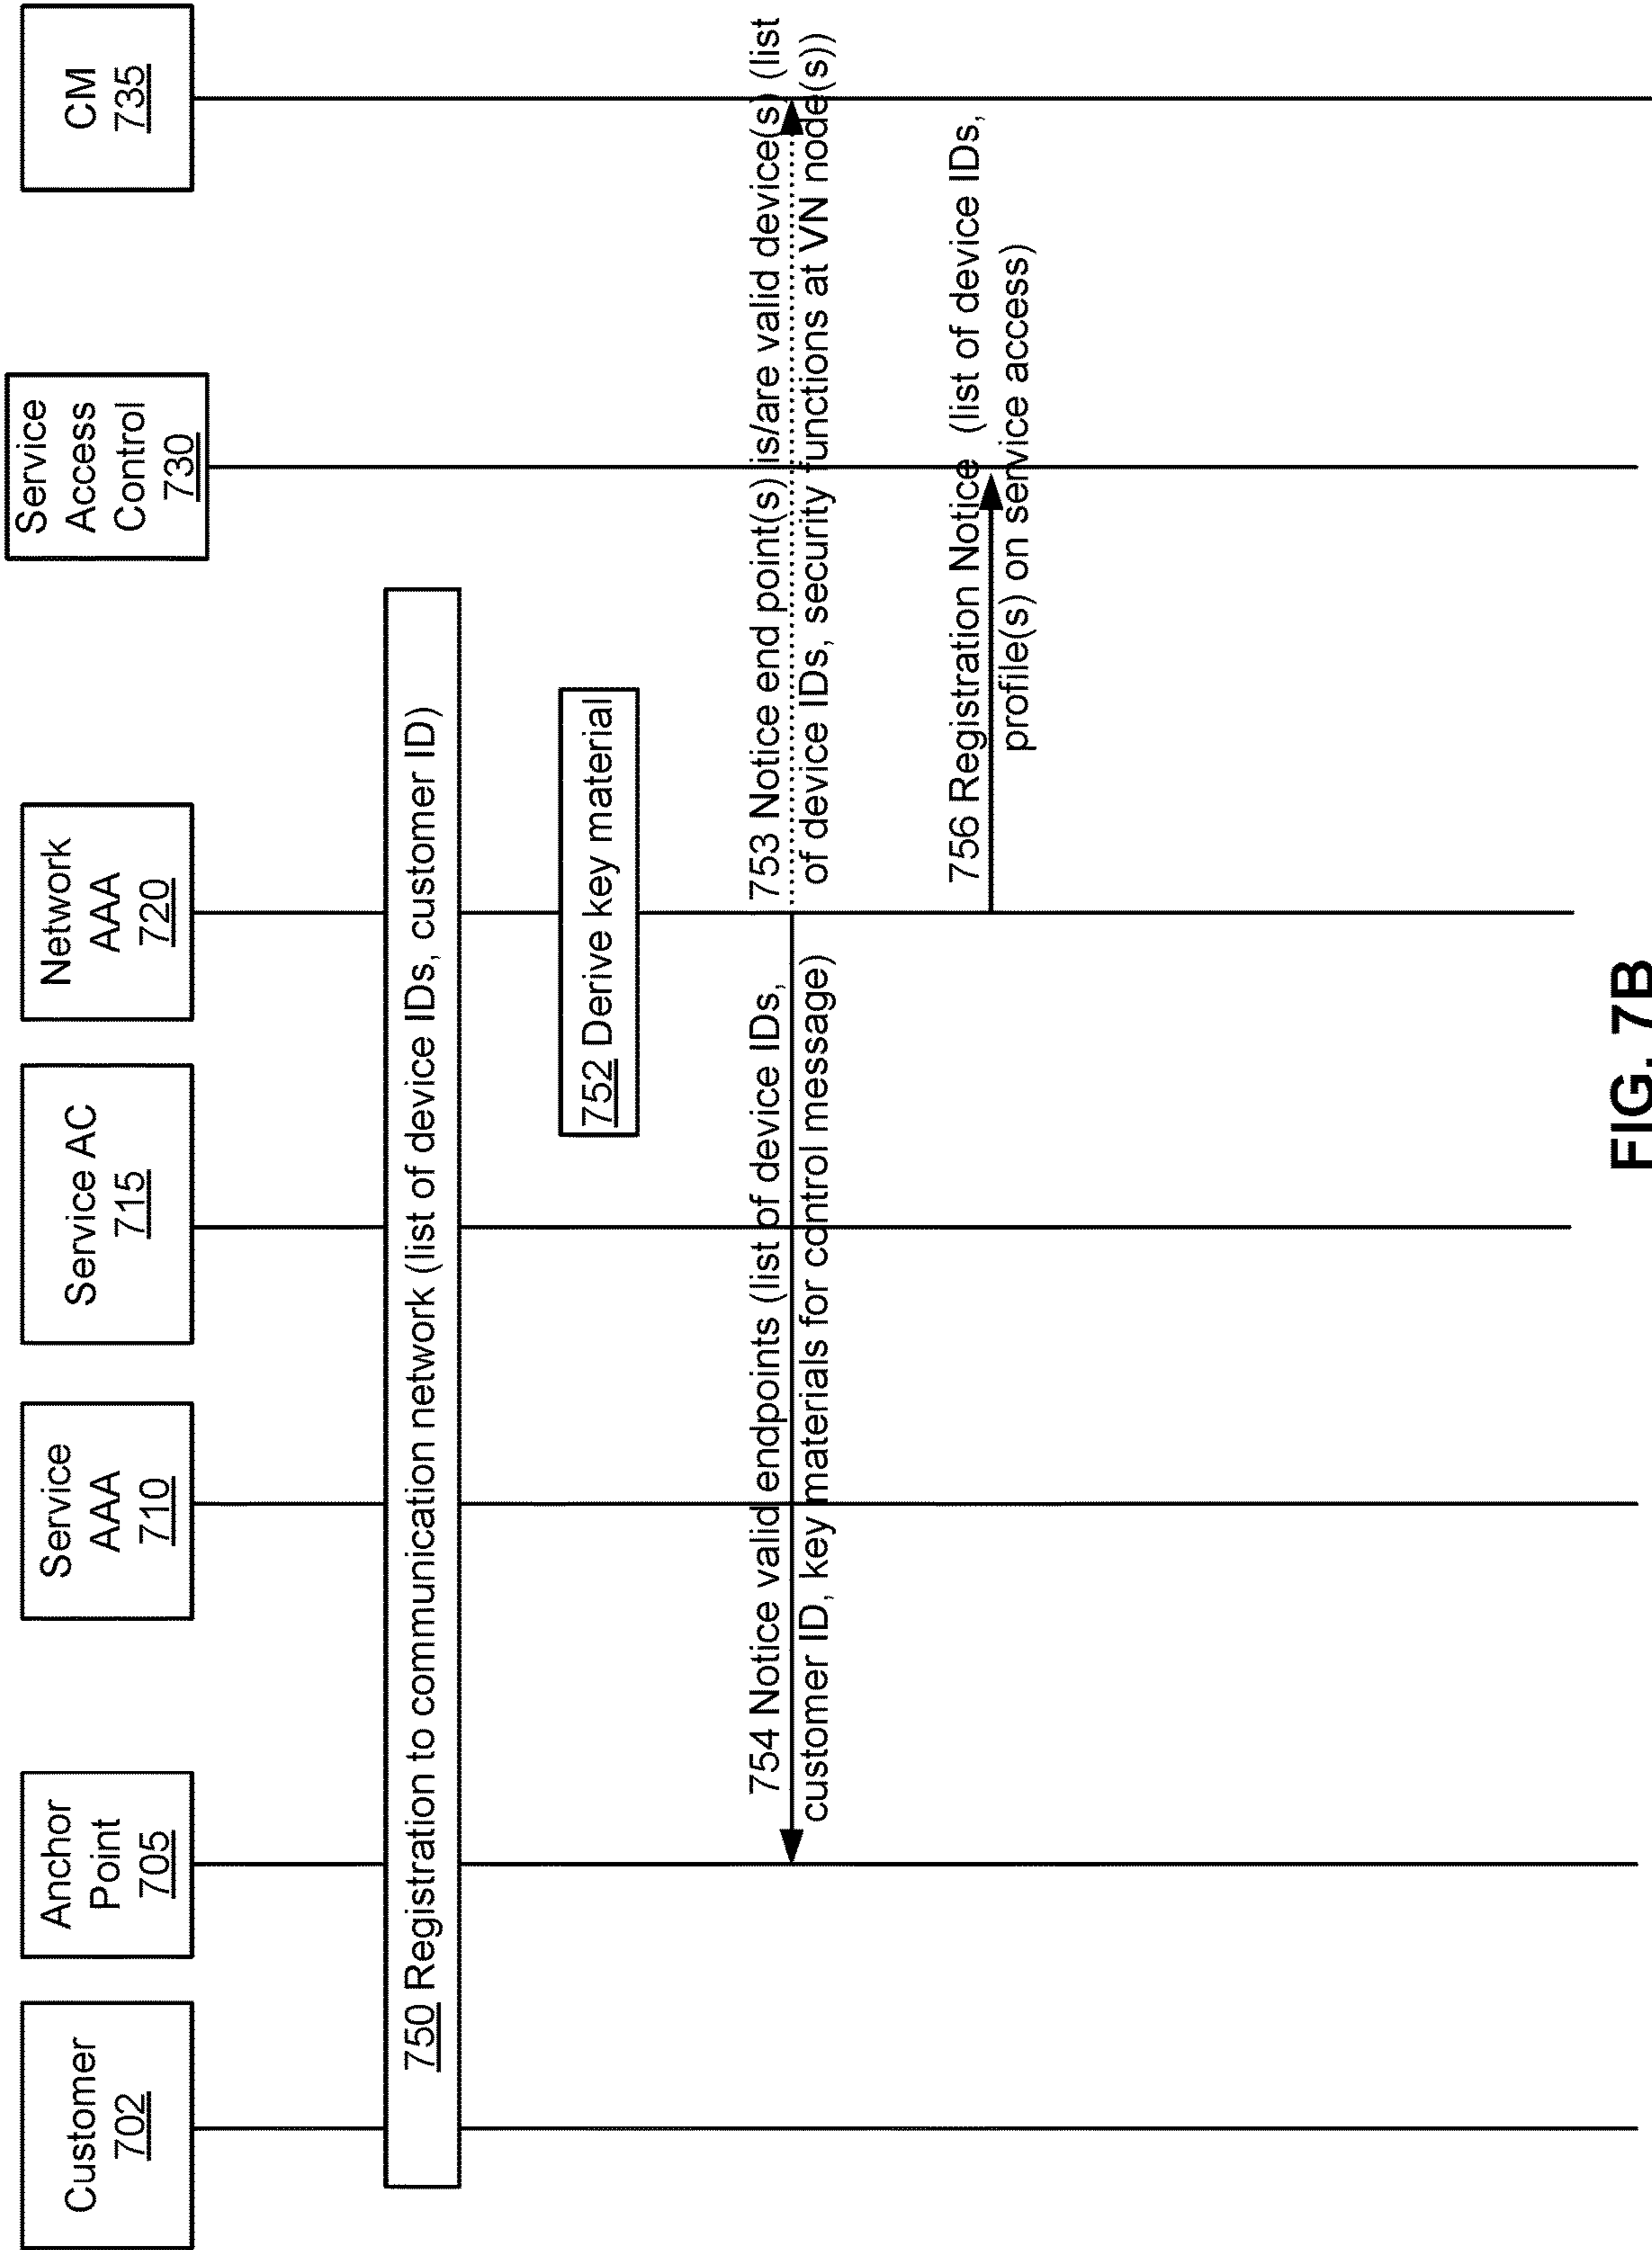 Customer
702
Anchor
Point
705
Service
AAA
710
Service AC
715
Network
AAA
720
Service
Access
Control
730
CM
735
750 Registration to communication network (list of device IDs, customer ID)
752 Derive key material
753 Notice end point(s) is/are valid device(s) (list
of device IDs, security functions at VN node(s))
754 Notice valid endpoints (list of device IDs,
customer ID, key materials for control message)
756 Registration Notice (list of device IDs,
profile(s) on service access)
FIG. 7B